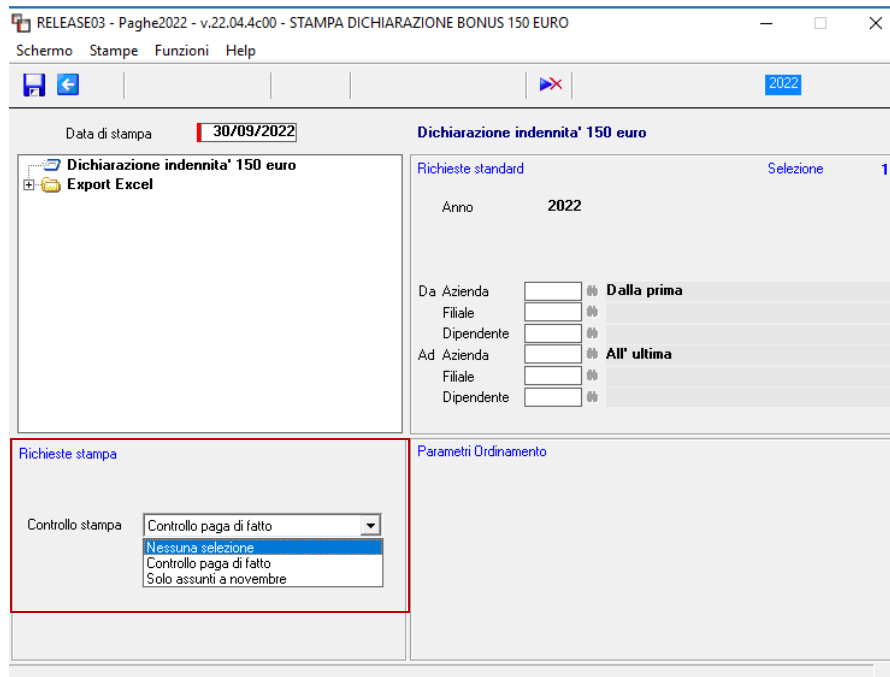 RELEASE03 - Paghe2022 - v.22.04.4c00 - STAMPA DICHIARAZIONE BONUS 150 EURO
Schermo Stampe Funzioni Help
2022
Data di stampa 30/09/2022
Dichiarazione indennita' 150 euro
Export Excel
Dichiarazione indennita' 150 euro
Richieste standard Selezione 1
Anno 2022
Da Azienda Dalla prima
Filiale
Dipendente
Ad Azienda All' ultima
Filiale
Dipendente
Richieste stampa
Controllo stampa Controllo paga di fatto
Nessuna selezione
Controllo paga di fatto
Solo assunti a novembre
Parametri Ordinamento